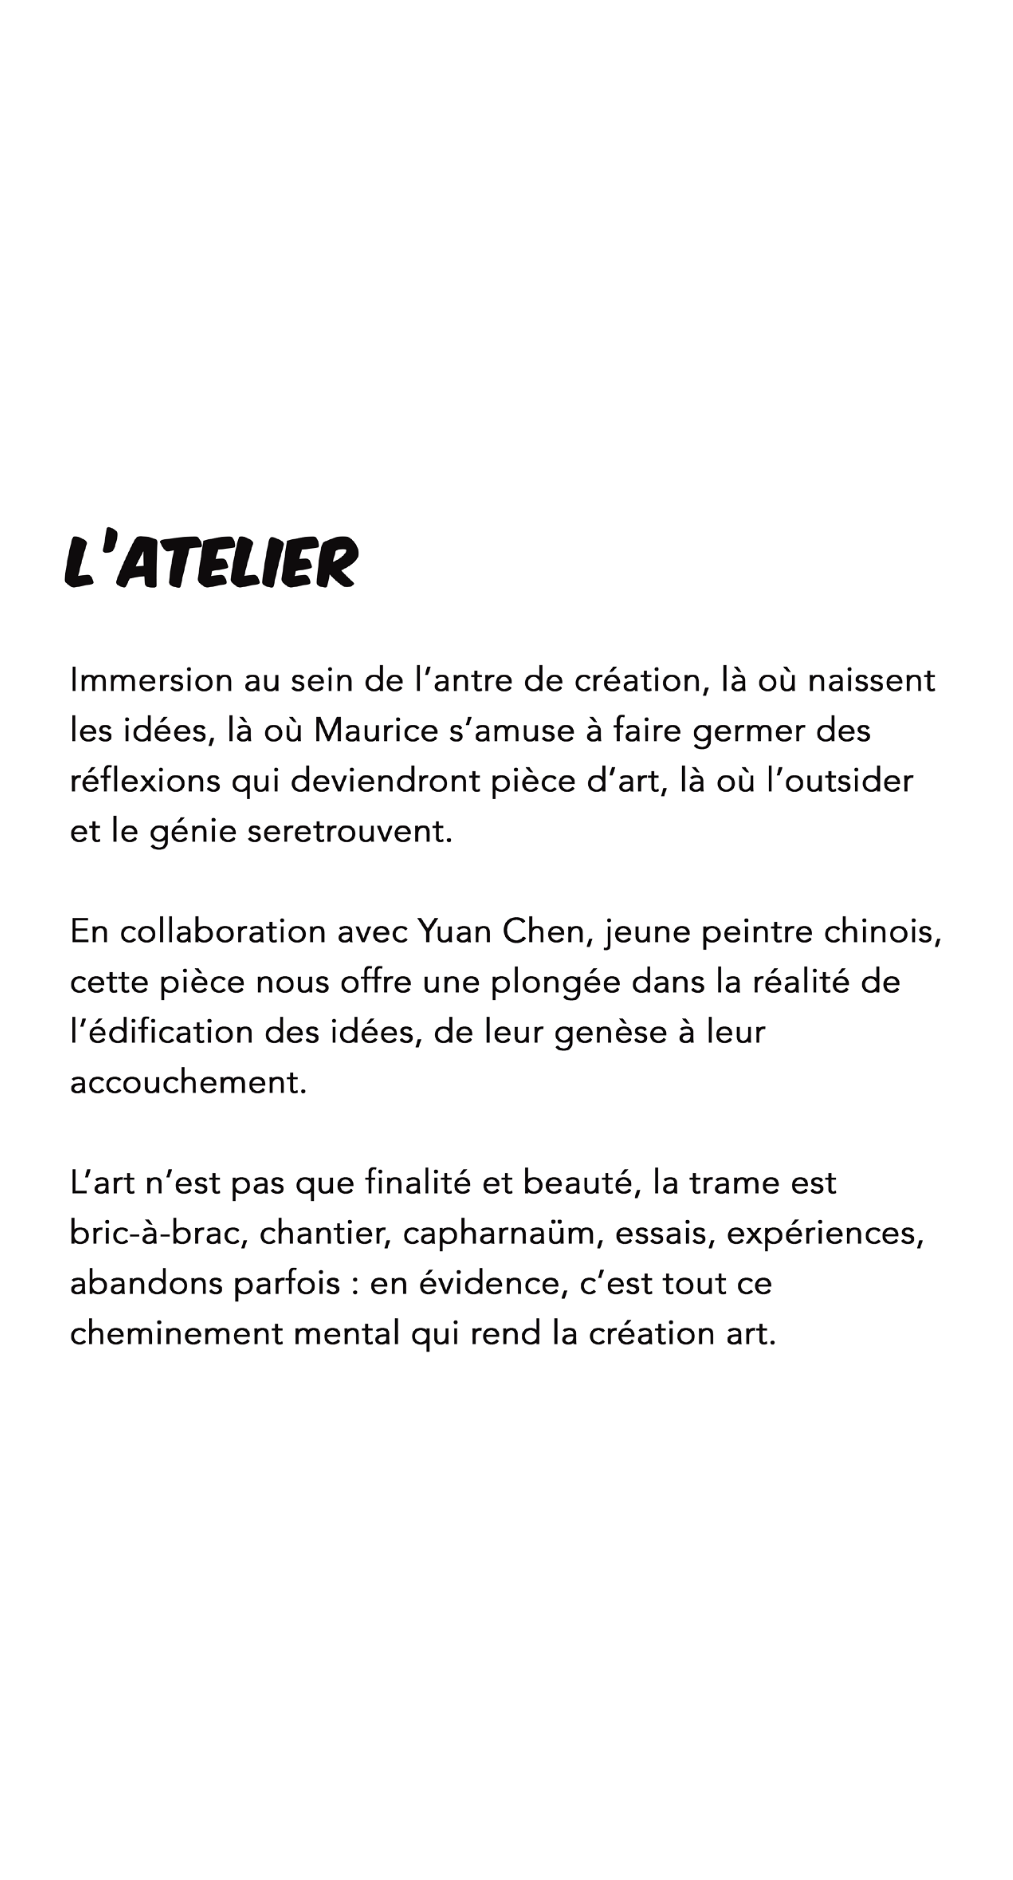 L'ATELIER
Immersion au sein de l’antre de création, là où naissent
les idées, là où Maurice s’amuse à faire germer des
réflexions qui deviendront pièce d’art, là où l’outsider
et le génie seretrouvent.
En collaboration avec Yuan Chen, jeune peintre chinois,
cette pièce nous offre une plongée dans la réalité de
l’édification des idées, de leur genèse à leur
accouchement.
L’art n’est pas que finalité et beauté, la trame est
bric-à-brac, chantier, capharnaüm, essais, expériences,
abandons parfois : en évidence, c’est tout ce
cheminement mental qui rend la création art.